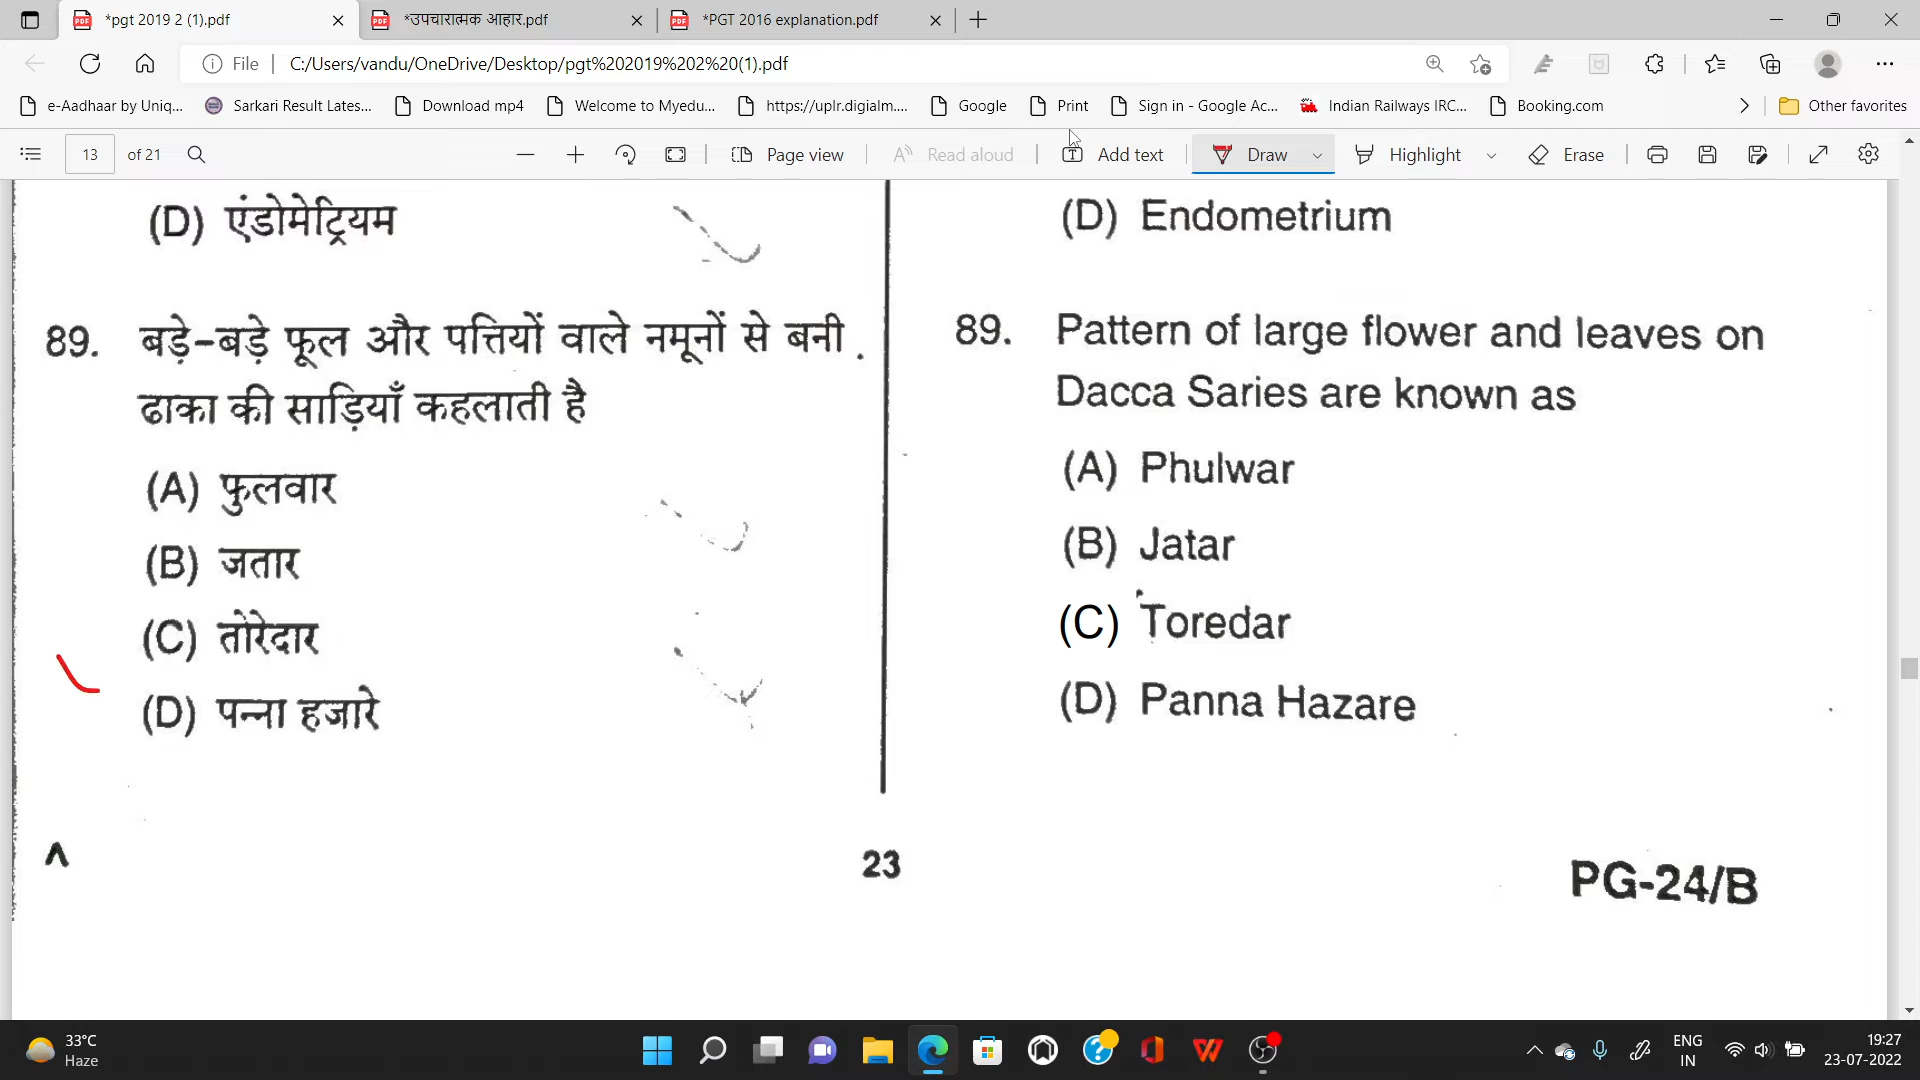 *pgt 2019 2 (1).pdf
*उपचारात्मक आहार.pdf
*PGT 2016 explanation.pdf
File
C:/Users/vandu/OneDrive/Desktop/pgt%202019%202%20(1).pdf
e-Aadhaar by Uniq...
Sarkari Result Lates...
Download mp4
Welcome to Myedu...
https://uplr.digialm....
Google
Print
Sign in - Google Ac...
Indian Railways IRC...
Booking.com
Other favorites
13 of 21
Page view
Read aloud
Add text
Draw
Highlight
Erase
(D) एंडोमेट्रियम
89. बड़े-बड़े फूल और पत्तियों वाले नमूनों से बनी
ढाका की साड़ियाँ कहलाती है
(A) फुलवार
(B) जतार
(C) तोरेदार
(D) पन्ना हजारे
(D) Endometrium
89. Pattern of large flower and leaves on
Dacca Saries are known as
(A) Phulwar
(B) Jatar
(C) Toredar
(D) Panna Hazare
23
PG-24/B
33°C
Haze
ENG
IN
19:27
23-07-2022